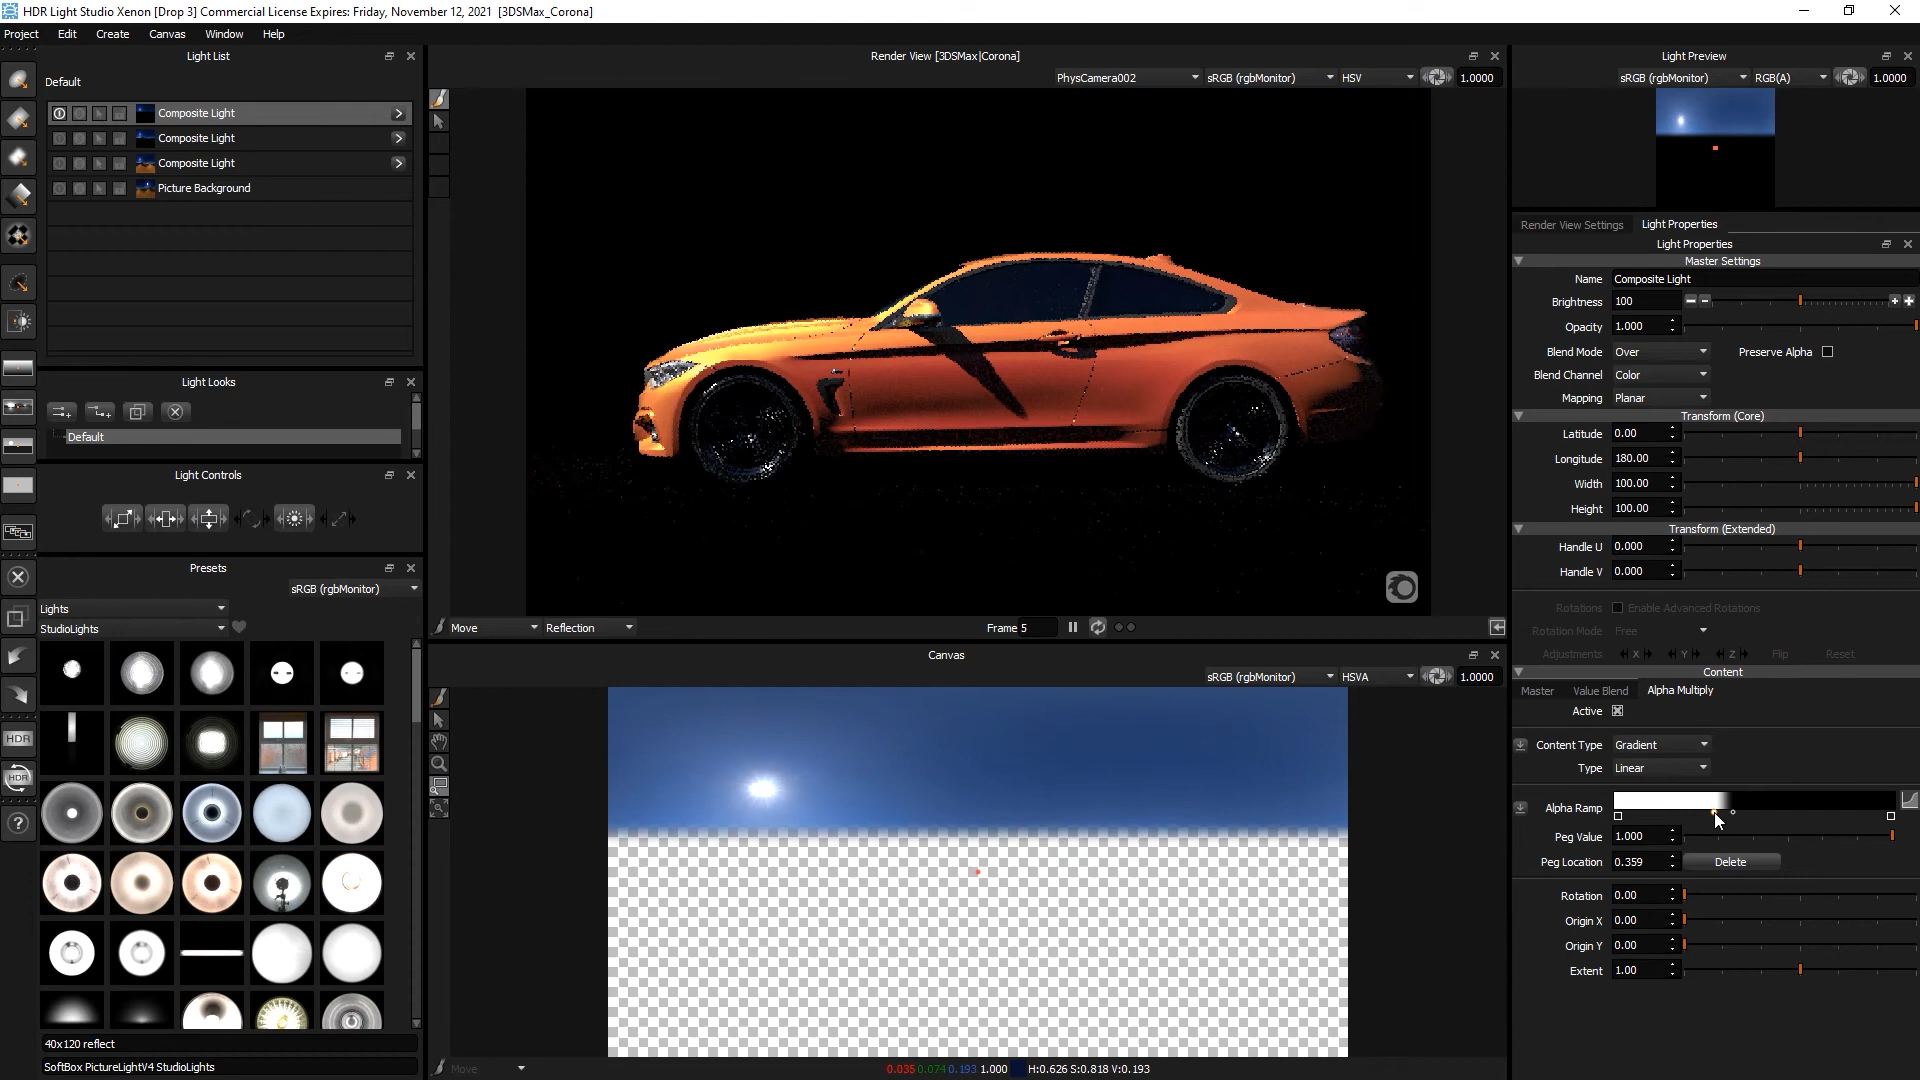 HDR Light Studio Xenon [Drop 3] Commercial License Expires: Friday, November 12, 2021 [3DSMax_Corona]
Project Edit Create Canvas Window Help
Light List
Default
Composite Light
Composite Light
Composite Light
Picture Background
Light Looks
Default
Light Controls
Presets
sRGB (rgbMonitor)
Lights
StudioLights
HDR
HDR
?
40x120 reflect
SoftBox PictureLightV4 StudioLights
Render View [3DSMax|Corona]
PhysCamera002 sRGB (rgbMonitor) HSV 1.0000
Move Reflection Frame 5
Canvas
sRGB (rgbMonitor) HSVA 1.0000
Move 0.035 0.074 0.193 1.000 H:0.626 S:0.818 V:0.193
Light Preview
sRGB (rgbMonitor) RGB(A) 1.0000
Render View Settings Light Properties
Light Properties
Master Settings
Name Composite Light
Brightness 100
Opacity 1.000
Blend Mode Over Preserve Alpha
Blend Channel Color
Mapping Planar
Transform (Core)
Latitude 0.00
Longitude 180.00
Width 100.00
Height 100.00
Transform (Extended)
Handle U 0.000
Handle V 0.000
Rotations Enable Advanced Rotations
Rotation Mode Free
Adjustments X Y Z Flip Reset
Content
Master Value Blend Alpha Multiply
Active
Content Type Gradient
Type Linear
Alpha Ramp
Peg Value 1.000
Peg Location 0.359 Delete
Rotation 0.00
Origin X 0.00
Origin Y 0.00
Extent 1.00